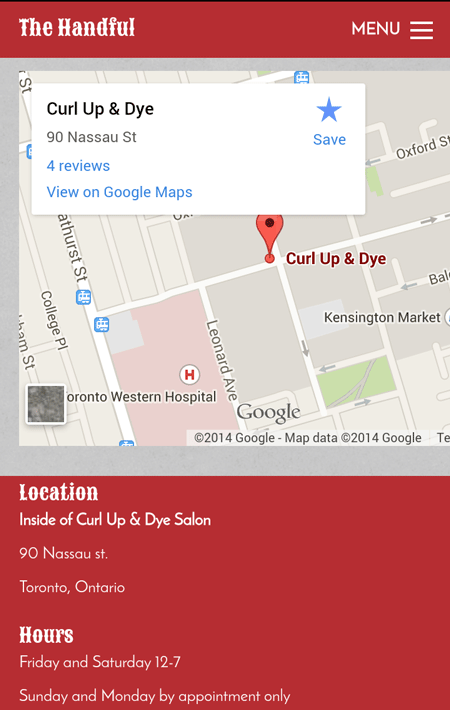 The Handful
MENU
Curl Up & Dye
90 Nassau St
Save
4 reviews
View on Google Maps
Oxford St
Curl Up & Dye
athurst St
College Pl
Kensington Market
Leonard Ave
H
oronto Western Hospital
Google
©2014 Google - Map data ©2014 Google
Te
Location
Inside of Curl Up & Dye Salon
90 Nassau st.
Toronto, Ontario
Hours
Friday and Saturday 12-7
Sunday and Monday by appointment only